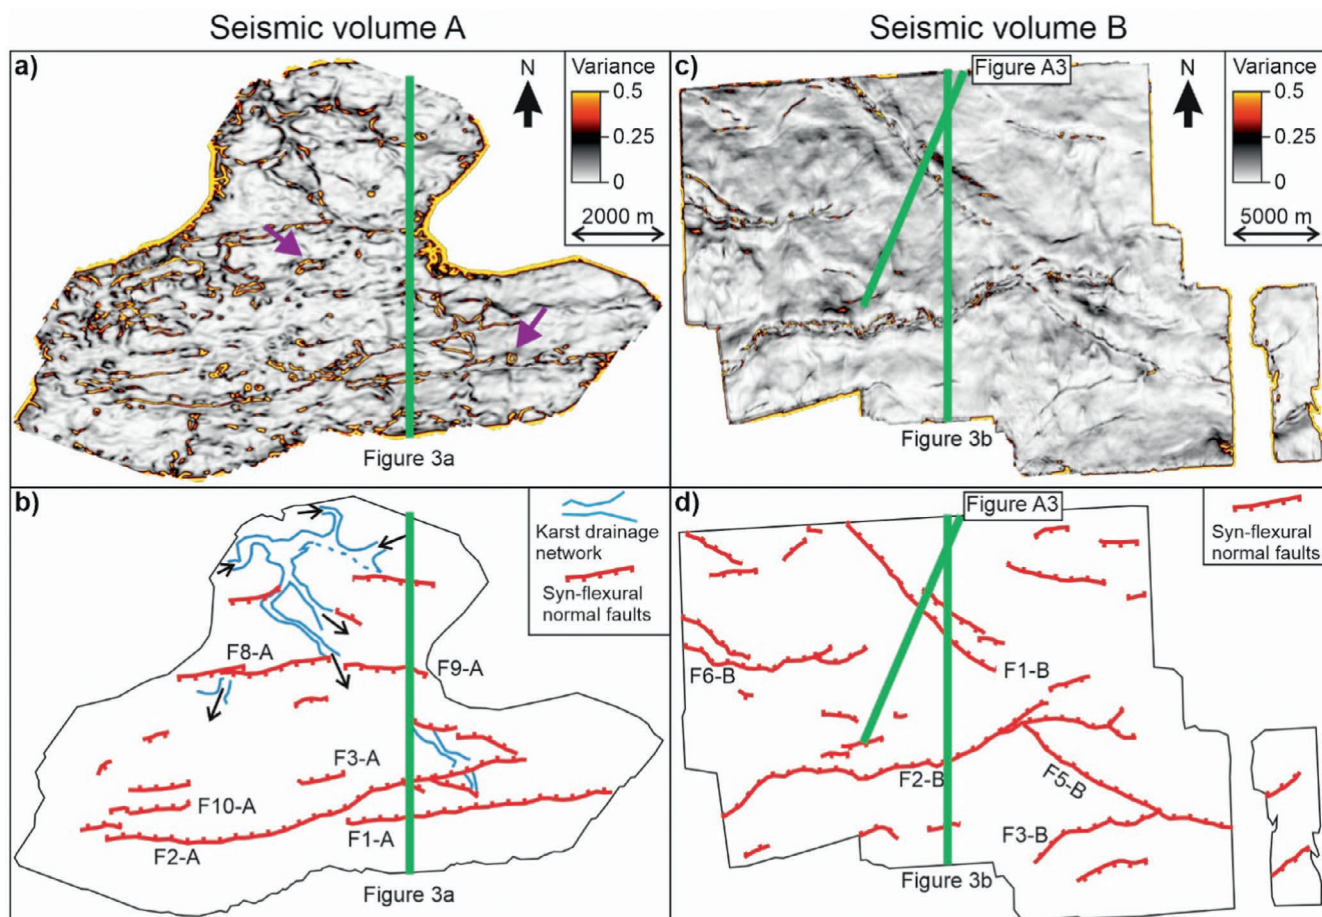 Seismic volume A
Seismic volume B
a)
N
Variance
0.5
0.25
0
2000 m
Figure 3a
c)
Figure A3
N
Variance
0.5
0.25
0
5000 m
Figure 3b
b)
Karst drainage
network
Syn-flexural
normal faults
F8-A
F9-A
F3-A
F10-A
F2-A
F1-A
Figure 3a
d)
Figure A3
Syn-flexural
normal faults
F6-B
F1-B
F2-B
F5-B
F3-B
Figure 3b